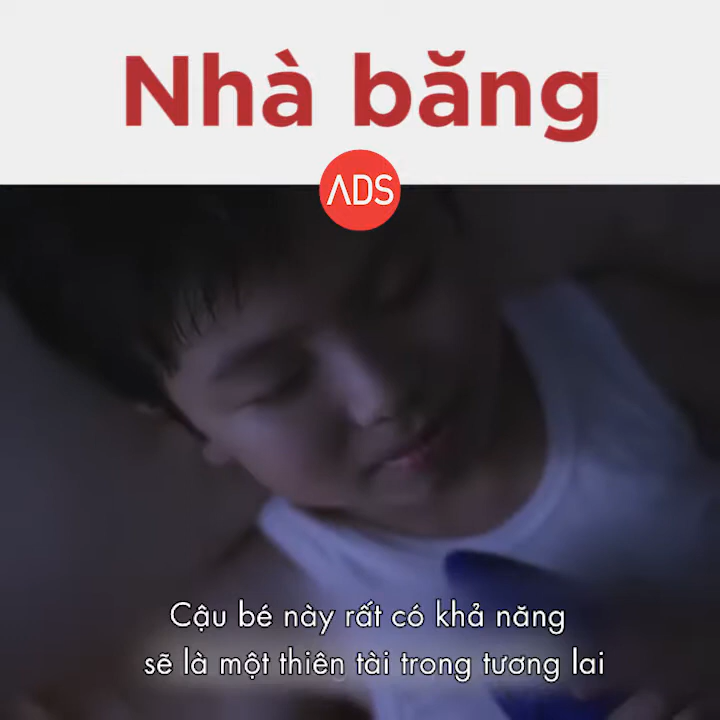 Nhà băng
ADS
Cậu bé này rất có khả năng
sẽ là một thiên tài trong tương lai